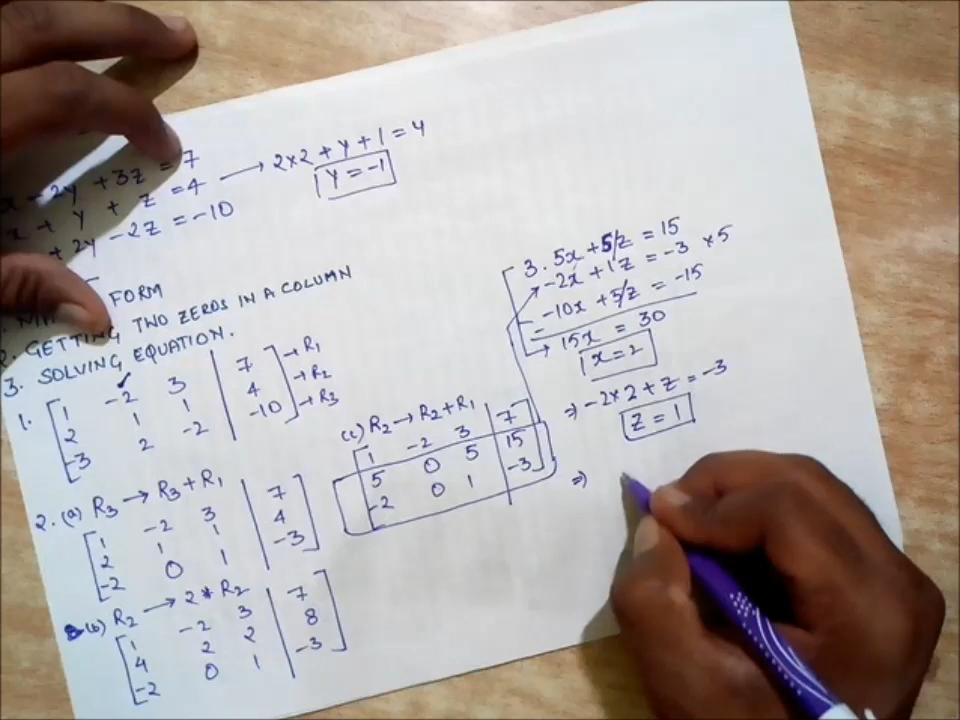 x - 2y + 3z = 7 → 2×2 + y + 1 = 4
x + y + z = 4 y = -1
+ 2y - 2z = -10
FORM
2. GETTING TWO ZEROS IN A COLUMN
3. SOLVING EQUATION.
1. [ 1 -2 3 | 7 ] → R1
2 1 1 | 4 → R2
-3 2 -2 | -10 → R3
2. (a) R3 → R3 + R1
[ 1 -2 3 | 7 ]
2 1 1 | 4
-2 0 1 | -3
(b) R2 → 2 * R2
[ 1 -2 3 | 7 ]
4 2 2 | 8
-2 0 1 | -3
(c) R2 → R2 + R1
[ 1 -2 3 | 7 ]
5 0 5 | 15
-2 0 1 | -3
3. 5x + 5z = 15
-2x + 1z = -3 × 5
-10x + 5z = -15
15x = 30
x = 2
⇒ -2×2 + z = -3
z = 1
⇒